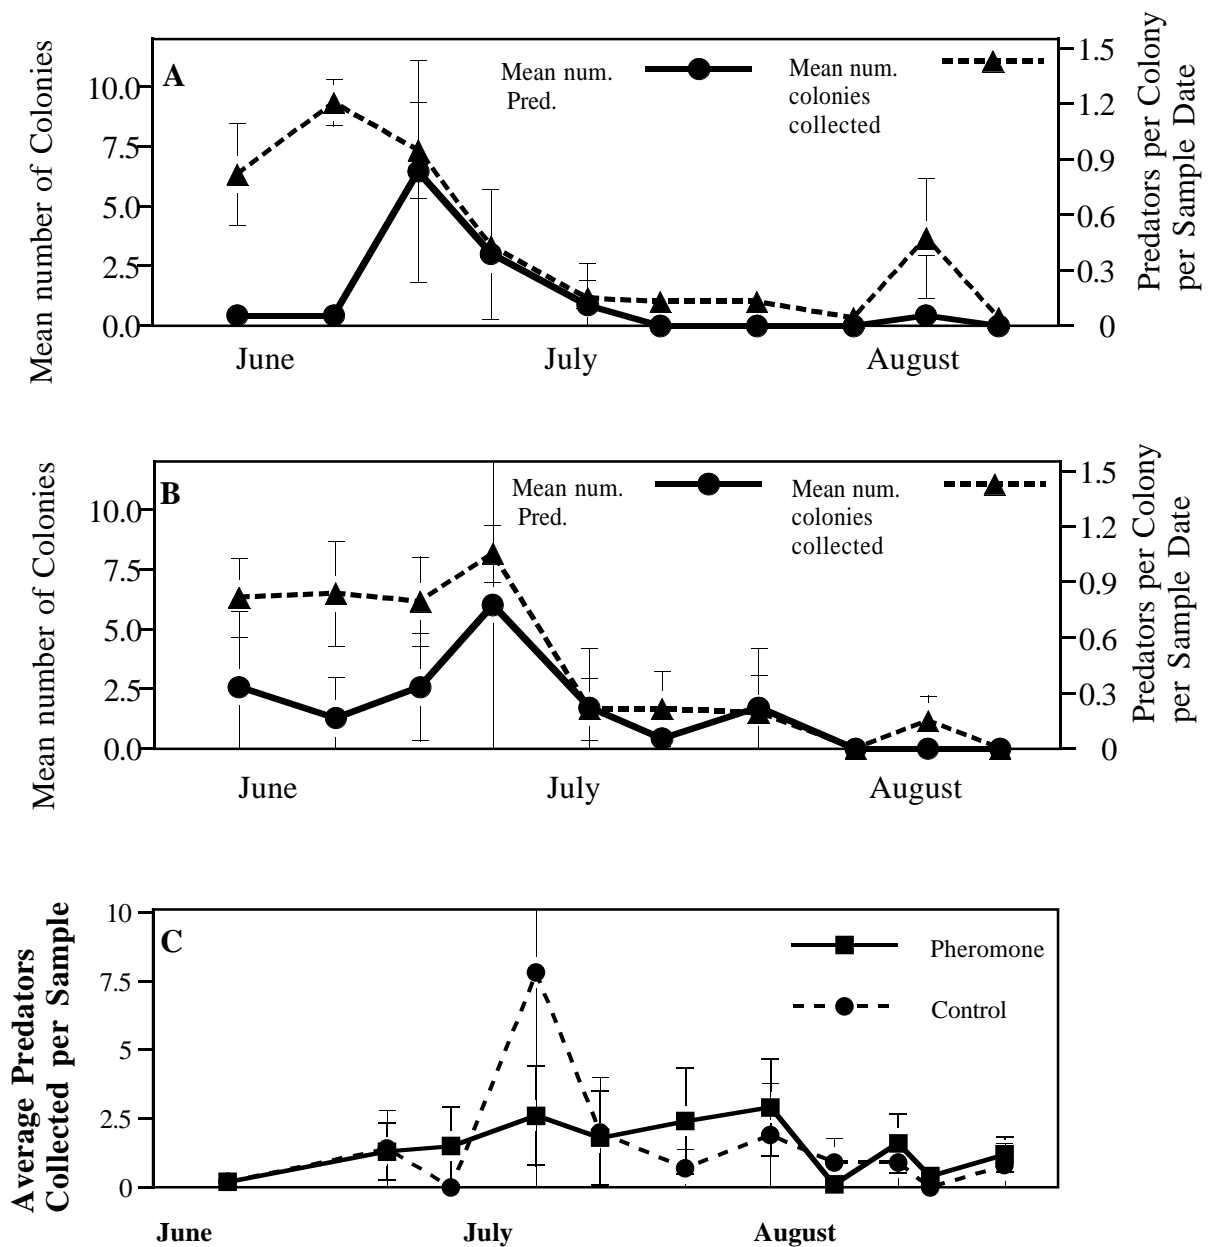 A
Mean num.
Pred.
Mean num.
colonies
collected
Mean number of Colonies
10.0
7.5
5.0
2.5
0.0
1.5
1.2
0.9
0.6
0.3
0
Predators per Colony
per Sample Date
June July August
B
Mean num.
Pred.
Mean num.
colonies
collected
Mean number of Colonies
10.0
7.5
5.0
2.5
0.0
1.5
1.2
0.9
0.6
0.3
0
Predators per Colony
per Sample Date
June July August
C
Pheromone
Control
Average Predators
Collected per Sample
10
7.5
5
2.5
0
June July August